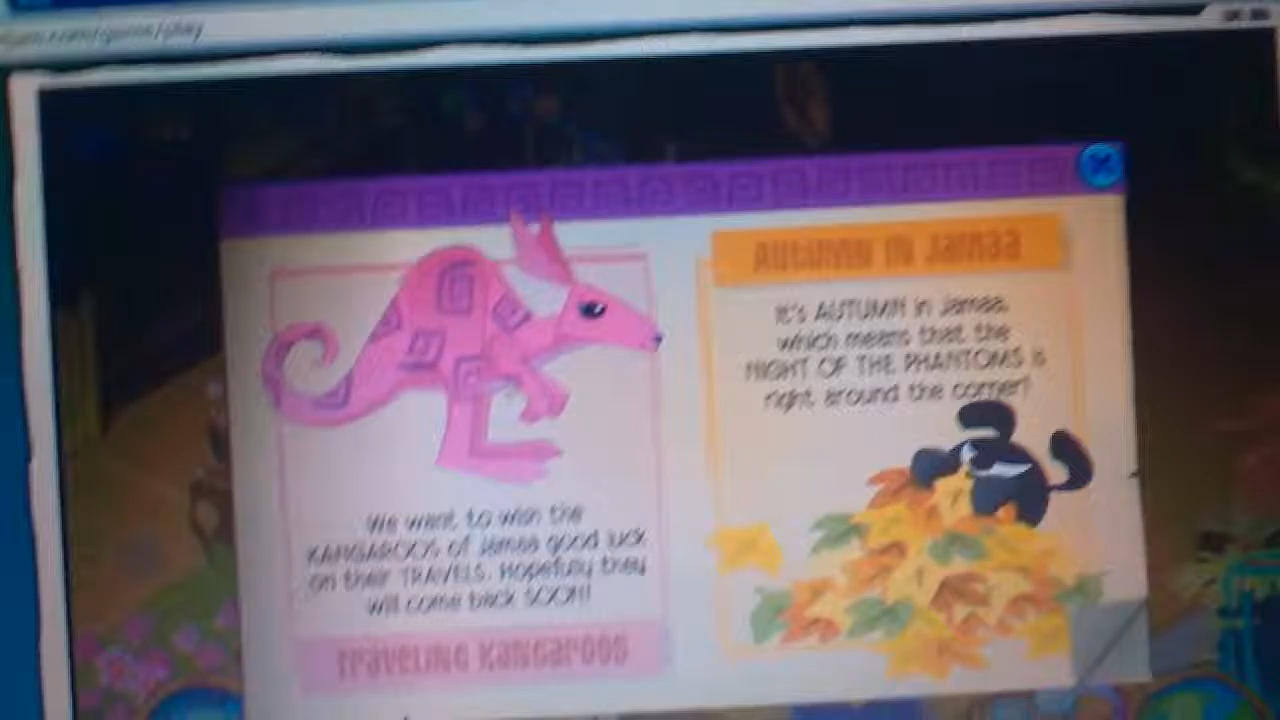 We want to wish the
KANGAROOS of Jamaa good luck
on their TRAVELS. Hopefully they
will come back SOON!
TRAVELING KANGAROOS
AUTUMN IN JAMAA
It's AUTUMN in Jamaa,
which means that the
NIGHT OF THE PHANTOMS is
right around the corner!